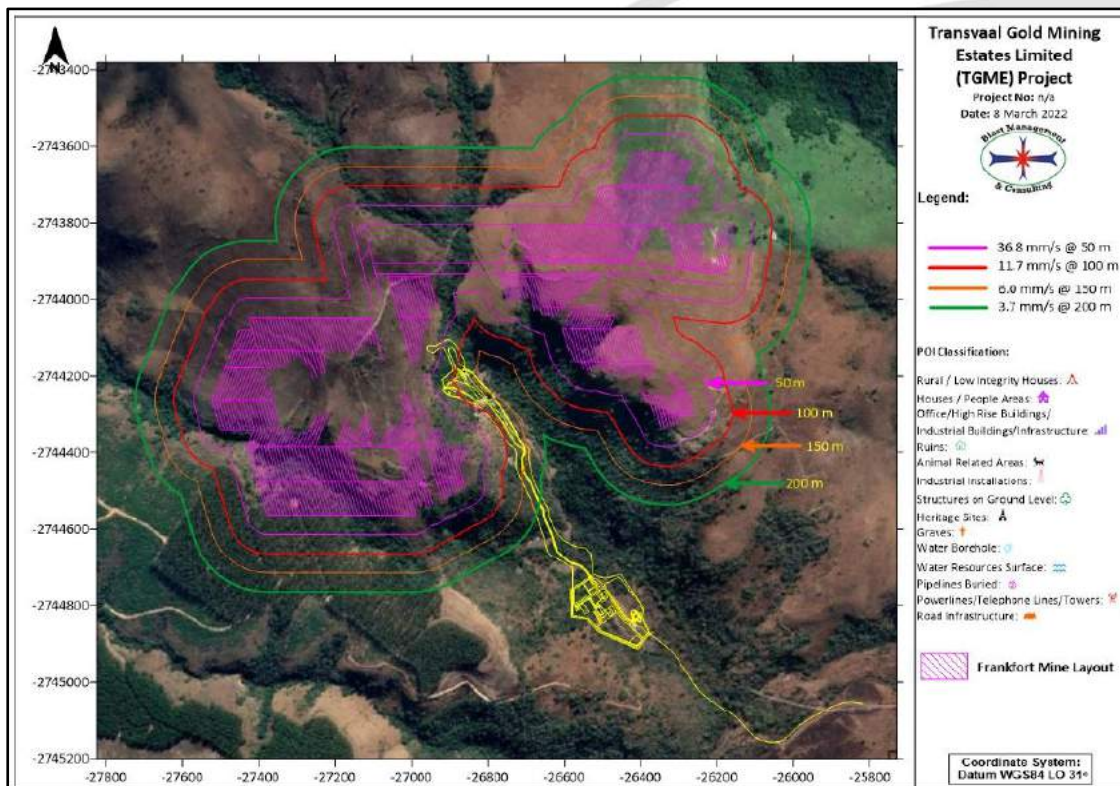 Transvaal Gold Mining
Estates Limited
(TGME) Project
Project No: n/a
Date: 8 March 2022
Blast Management
& Consulting
Legend:
36.8 mm/s @ 50 m
11.7 mm/s @ 100 m
6.0 mm/s @ 150 m
3.7 mm/s @ 200 m
POI Classification:
Rural / Low Integrity Houses:
Houses / People Areas:
Office/High Rise Buildings/
Industrial Buildings/Infrastructure:
Ruins:
Animal Related Areas:
Industrial Installations:
Structures on Ground Level:
Heritage Sites:
Graves:
Water Borehole:
Water Resources Surface:
Pipelines Buried:
Powerlines/Telephone Lines/Towers:
Road Infrastructure:
Frankfort Mine Layout
Coordinate System:
Datum WGS84 LO 31°
N
-2743400
-2743600
-2743800
-2744000
-2744200
-2744400
-2744600
-2744800
-2745000
-2745200
50 m
100 m
150 m
200 m
-27800 -27600 -27400 -27200 -27000 -26800 -26600 -26400 -26200 -26000 -25800